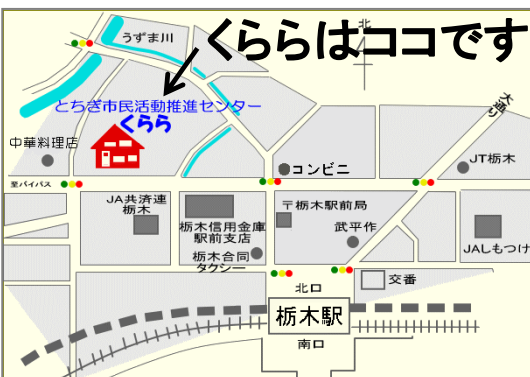 くららはココです
北
うずま川
とちぎ市民活動推進センター
くらら
大通り
中華料理店
コンビニ
JT栃木
至バイパス
JA共済連
栃木
栃木信用金庫
駅前支店
〒栃木駅前局
武平作
栃木合同
タクシー
JAしもつけ
北口
交番
栃木駅
南口